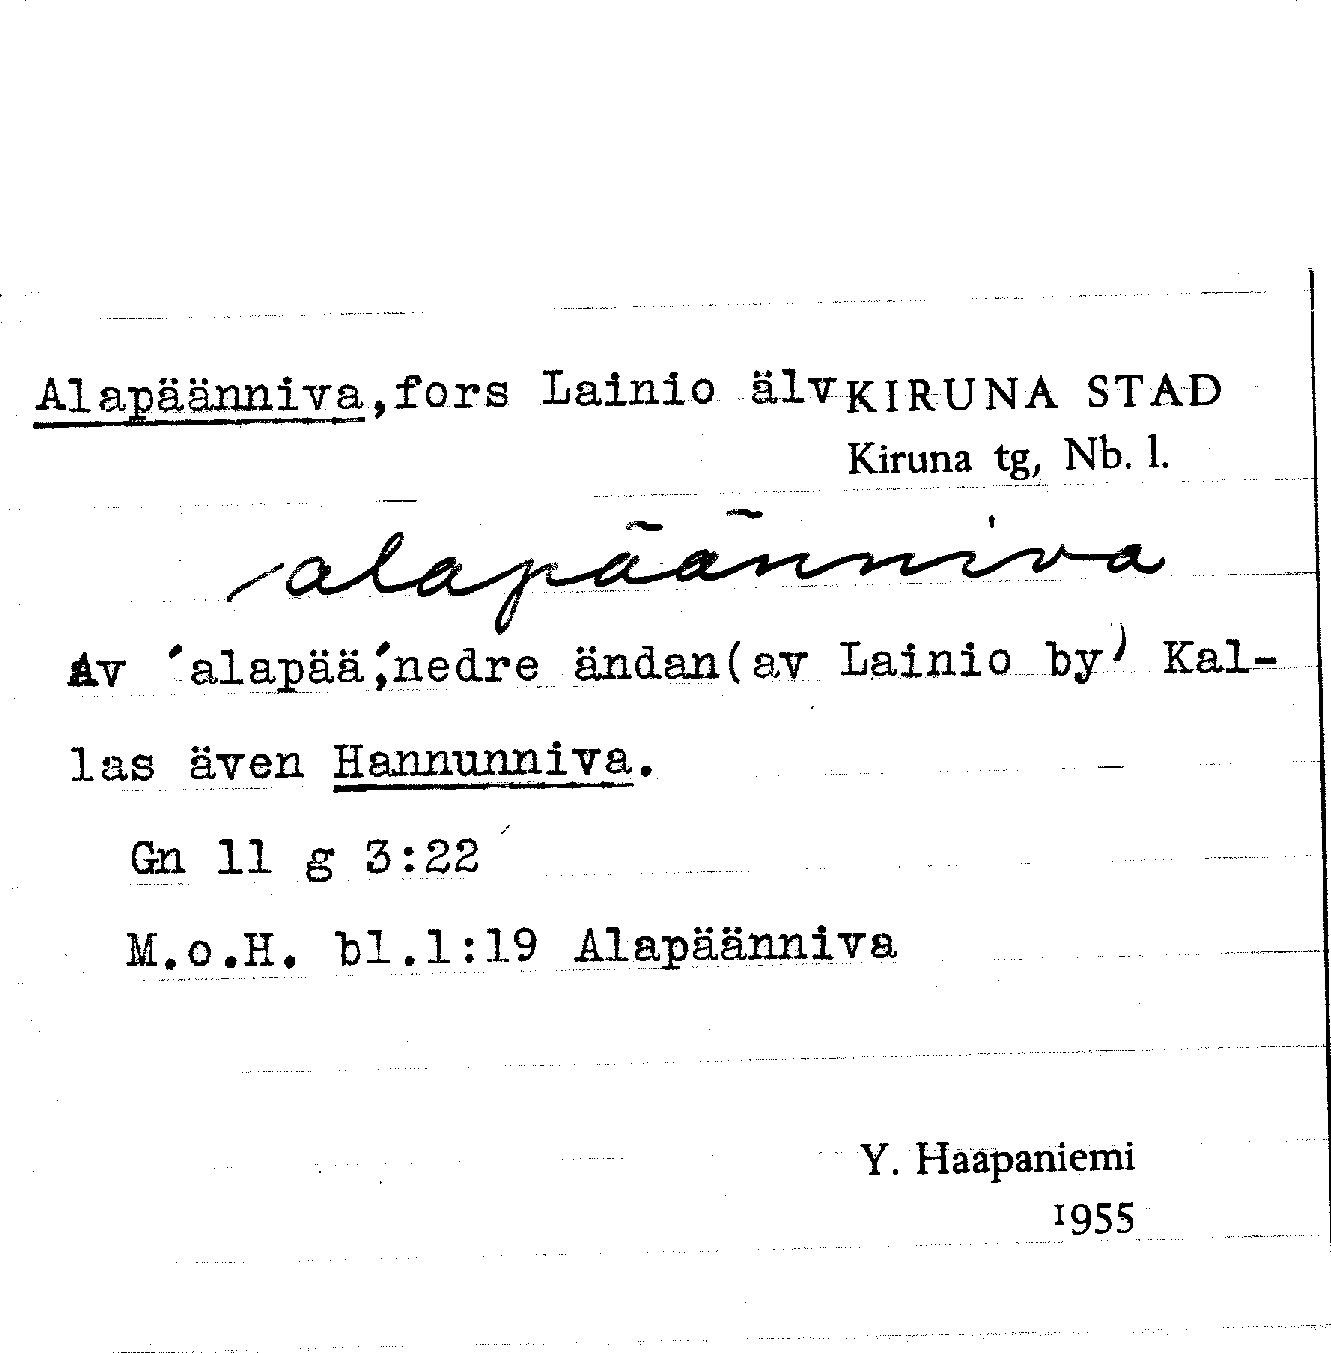 Alapäänniva,fors Lainio älv KIRUNA STAD
Kiruna tg, Nb. l.
alapäänniva
Av ´alapää´,nedre ändan(av Lainio by) Kal-
las även Hannunniva.
Gn 11 g 3:22
M.o.H. bl.1:19 Alapäänniva
Y. Haapaniemi
1955